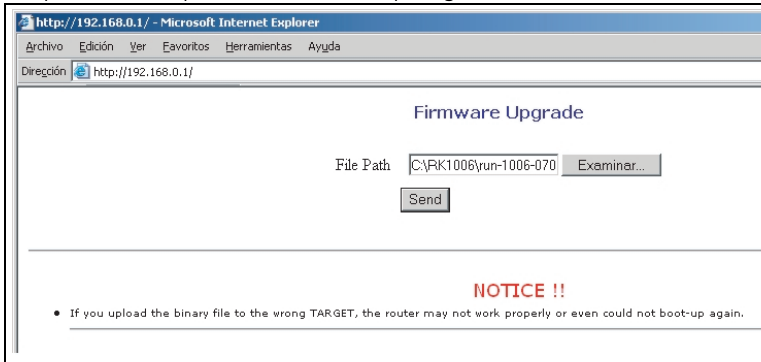 http://192.168.0.1/ - Microsoft Internet Explorer
Archivo Edición Ver Favoritos Herramientas Ayuda
Dirección http://192.168.0.1/
Firmware Upgrade
File Path C:\RK1006\run-1006-070 Examinar...
Send
NOTICE !!
• If you upload the binary file to the wrong TARGET, the router may not work properly or even could not boot-up again.